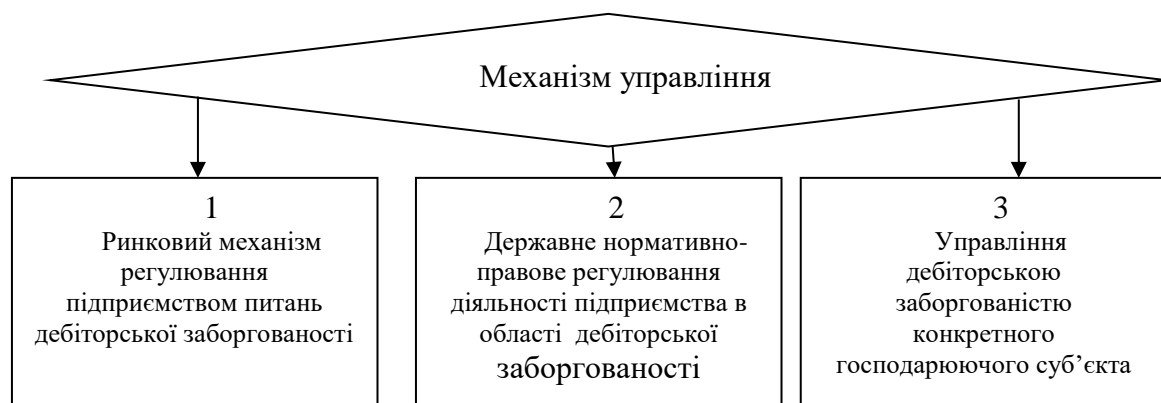 Механізм управління
1
Ринковий механізм
регулювання
підприємством питань
дебіторської заборгованості
2
Державне нормативно-
правове регулювання
діяльності підприємства в
області дебіторської
заборгованості
3
Управління
дебіторською
заборгованістю
конкретного
господарюючого суб’єкта